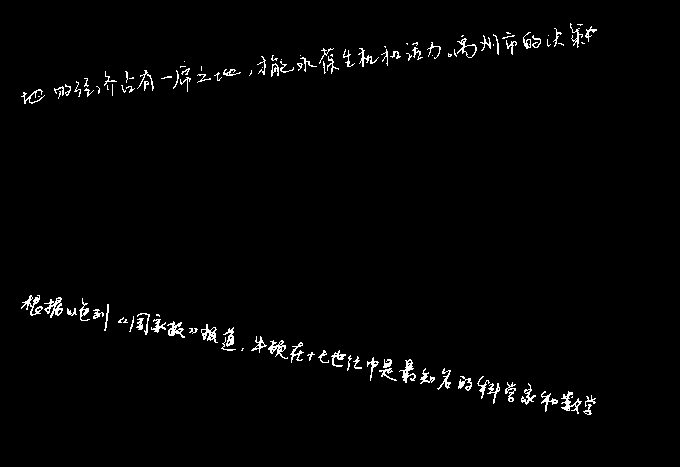 地的经济占有一席之地，才能永葆生机和活力。禹州市的决策
根据以色列《国家报》报道，牛顿在十七世纪中是最知名的科学家和数学